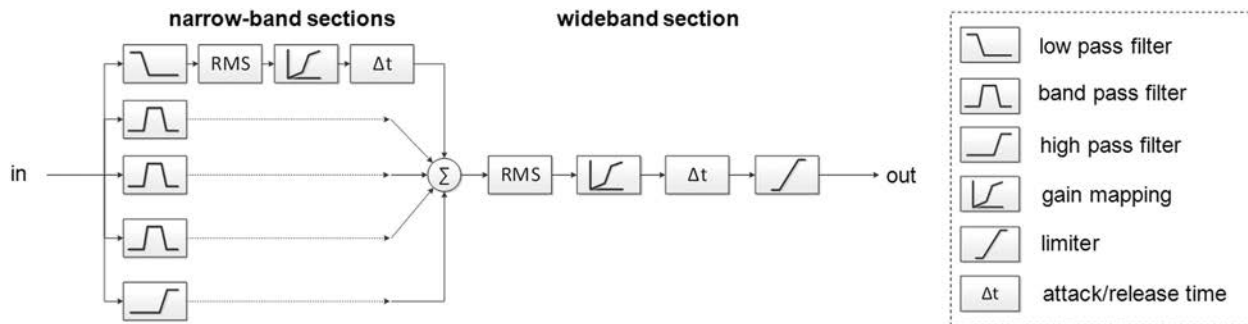 narrow-band sections
wideband section
RMS
Δt
in
Σ
RMS
Δt
out
low pass filter
band pass filter
high pass filter
gain mapping
limiter
Δt
attack/release time